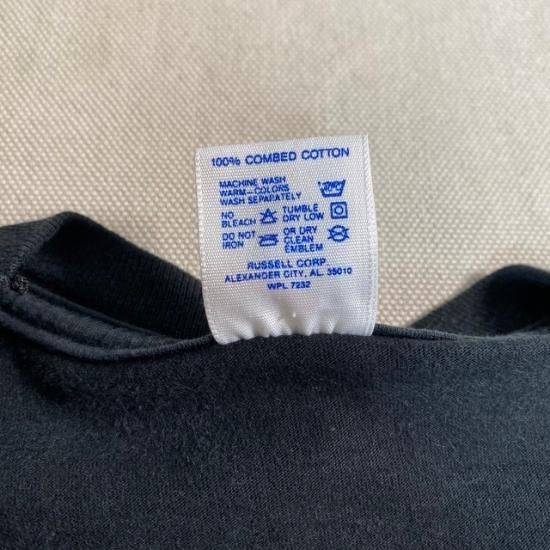 100% COMBED COTTON
MACHINE WASH
WARM-COLORS
WASH SEPARATELY
NO BLEACH TUMBLE DRY LOW
DO NOT IRON OR DRY CLEAN EMBLEM
RUSSELL CORP.
ALEXANDER CITY, AL. 35010
WPL 7232